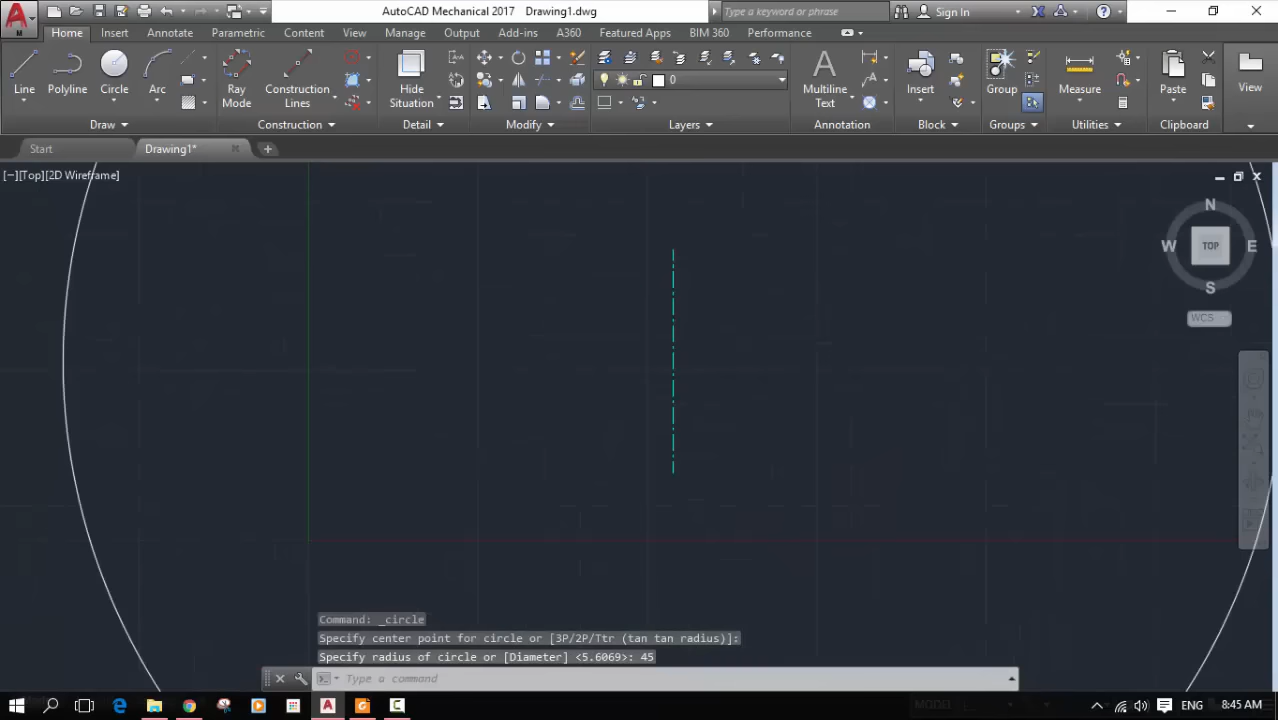 AutoCAD Mechanical 2017 Drawing1.dwg
Type a keyword or phrase
Sign In
Home Insert Annotate Parametric Content View Manage Output Add-ins A360 Featured Apps BIM 360 Performance
Line Polyline Circle Arc Ray Mode Construction Lines Hide Situation Multiline Text Insert Group Measure Paste View
0
Draw Construction Detail Modify Layers Annotation Block Groups Utilities Clipboard
Start Drawing1*
[−][Top][2D Wireframe]
N
W TOP E
S
WCS
Command: _circle
Specify center point for circle or [3P/2P/Ttr (tan tan radius)]:
Specify radius of circle or [Diameter] <5.6069>: 45
Type a command
MODEL
ENG 8:45 AM